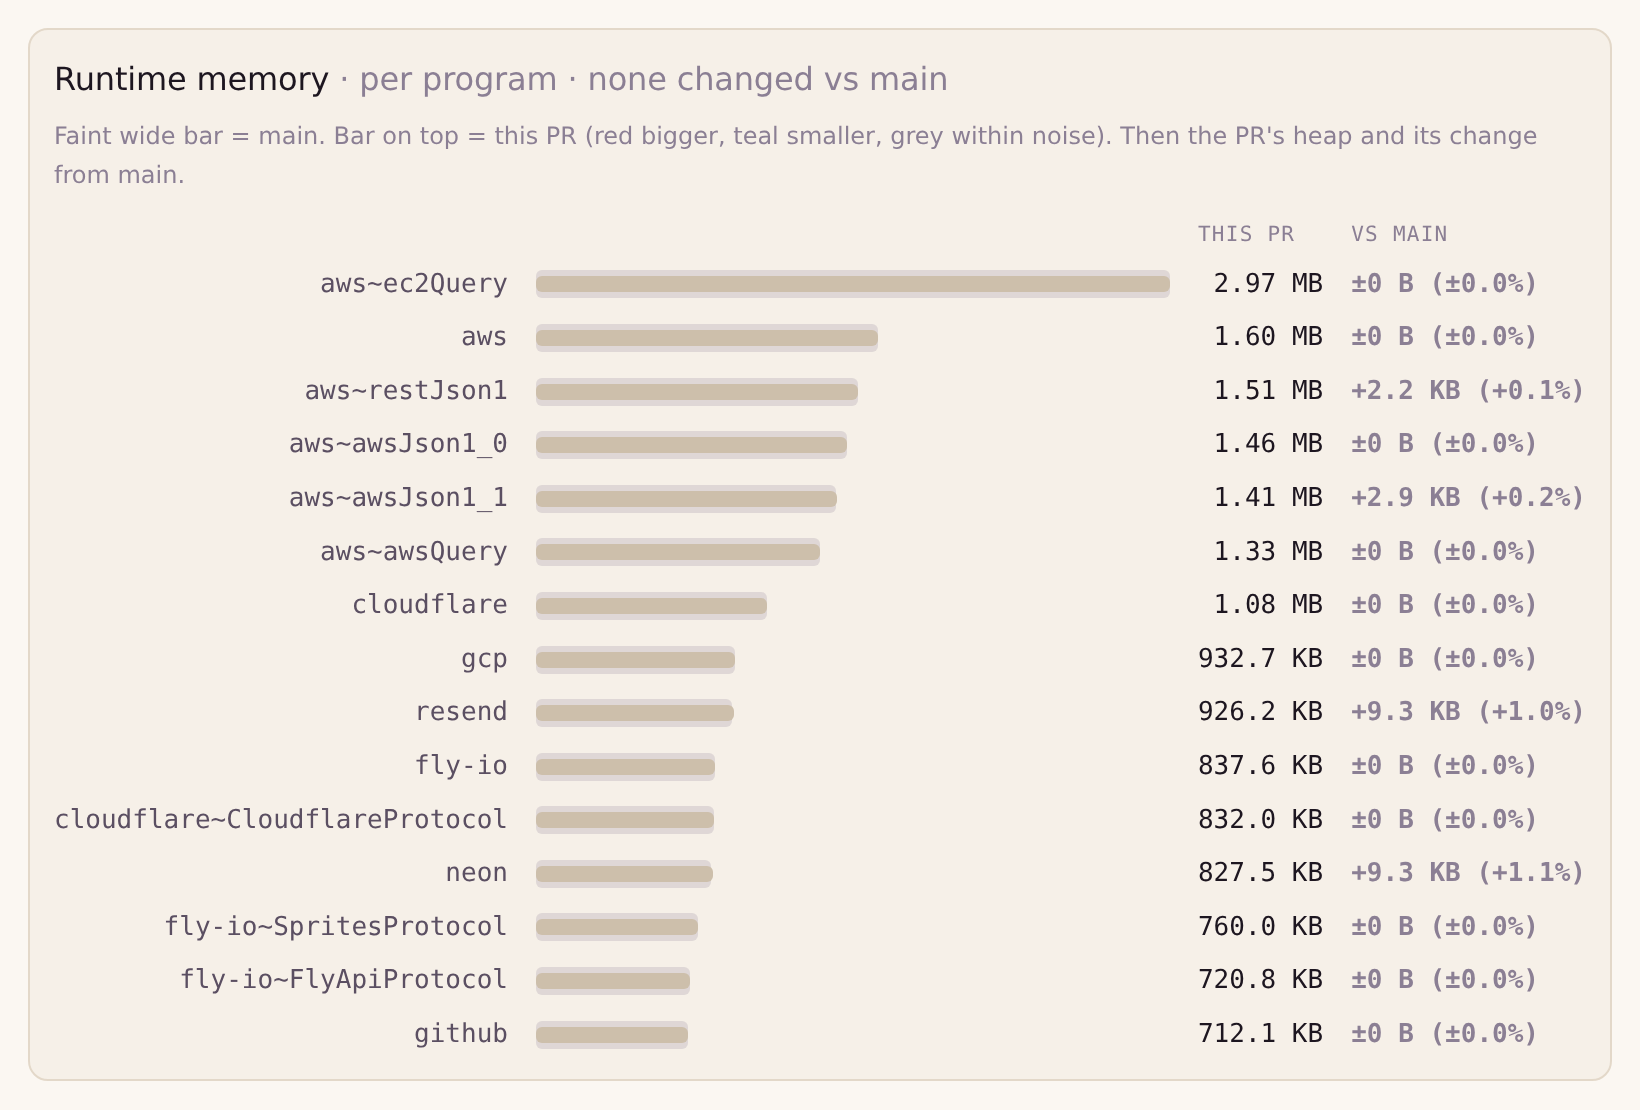 Runtime memory · per program · none changed vs main
Faint wide bar = main. Bar on top = this PR (red bigger, teal smaller, grey within noise). Then the PR's heap and its change
from main.
THIS PR VS MAIN
aws~ec2Query 2.97 MB ±0 B (±0.0%)
aws 1.60 MB ±0 B (±0.0%)
aws~restJson1 1.51 MB +2.2 KB (+0.1%)
aws~awsJson1_0 1.46 MB ±0 B (±0.0%)
aws~awsJson1_1 1.41 MB +2.9 KB (+0.2%)
aws~awsQuery 1.33 MB ±0 B (±0.0%)
cloudflare 1.08 MB ±0 B (±0.0%)
gcp 932.7 KB ±0 B (±0.0%)
resend 926.2 KB +9.3 KB (+1.0%)
fly-io 837.6 KB ±0 B (±0.0%)
cloudflare~CloudflareProtocol 832.0 KB ±0 B (±0.0%)
neon 827.5 KB +9.3 KB (+1.1%)
fly-io~SpritesProtocol 760.0 KB ±0 B (±0.0%)
fly-io~FlyApiProtocol 720.8 KB ±0 B (±0.0%)
github 712.1 KB ±0 B (±0.0%)